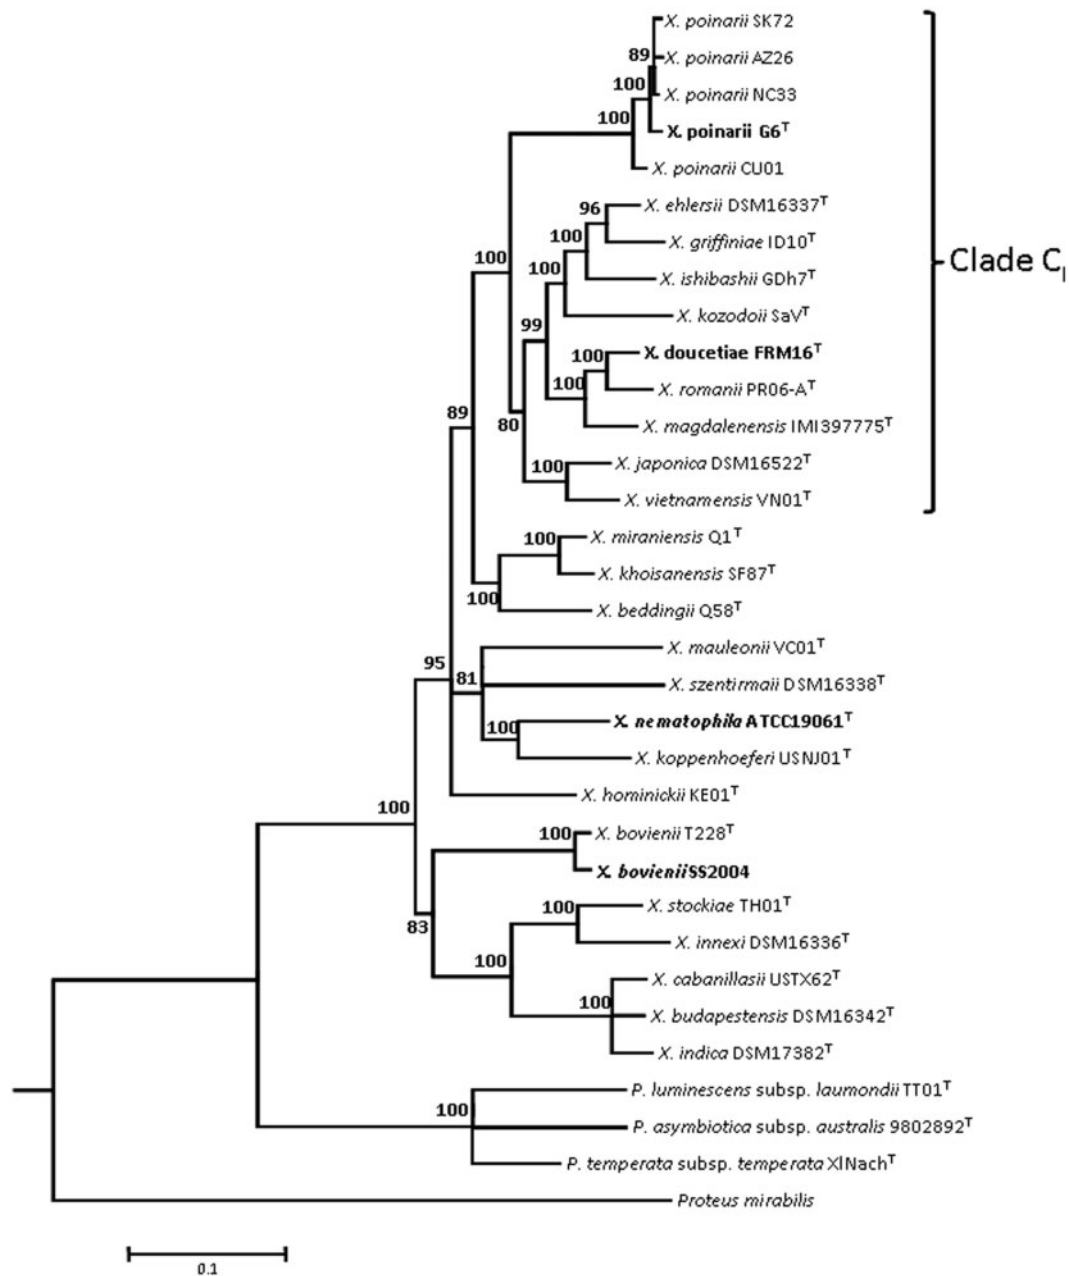 X. poinarii SK72
89
X. poinarii AZ26
100
X. poinarii NC33
100
X. poinarii G6ᵀ
X. poinarii CU01
X. ehlersii DSM16337ᵀ
96
X. griffiniae ID10ᵀ
100
100
Clade C_I
X. ishibashii GDh7ᵀ
100
X. kozodoii SaVᵀ
99
X. doucetiae FRM16ᵀ
100
X. romanii PR06-Aᵀ
100
89
X. magdalenensis IMI397775ᵀ
80
X. japonica DSM16522ᵀ
100
X. vietnamensis VN01ᵀ
X. miraniensis Q1ᵀ
100
X. khoisanensis SF87ᵀ
100
X. beddingii Q58ᵀ
X. mauleonii VC01ᵀ
95
81
X. szentirmaii DSM16338ᵀ
X. nematophila ATCC19061ᵀ
100
X. koppenhoeferi USNJ01ᵀ
X. hominickii KE01ᵀ
100
X. bovienii T228ᵀ
100
X. bovienii SS2004
X. stockiae TH01ᵀ
100
83
X. innexi DSM16336ᵀ
100
X. cabanillasii USTX62ᵀ
100
X. budapestensis DSM16342ᵀ
X. indica DSM17382ᵀ
P. luminescens subsp. laumondii TT01ᵀ
100
P. asymbiotica subsp. australis 9802892ᵀ
P. temperata subsp. temperata XlNachᵀ
Proteus mirabilis
0.1